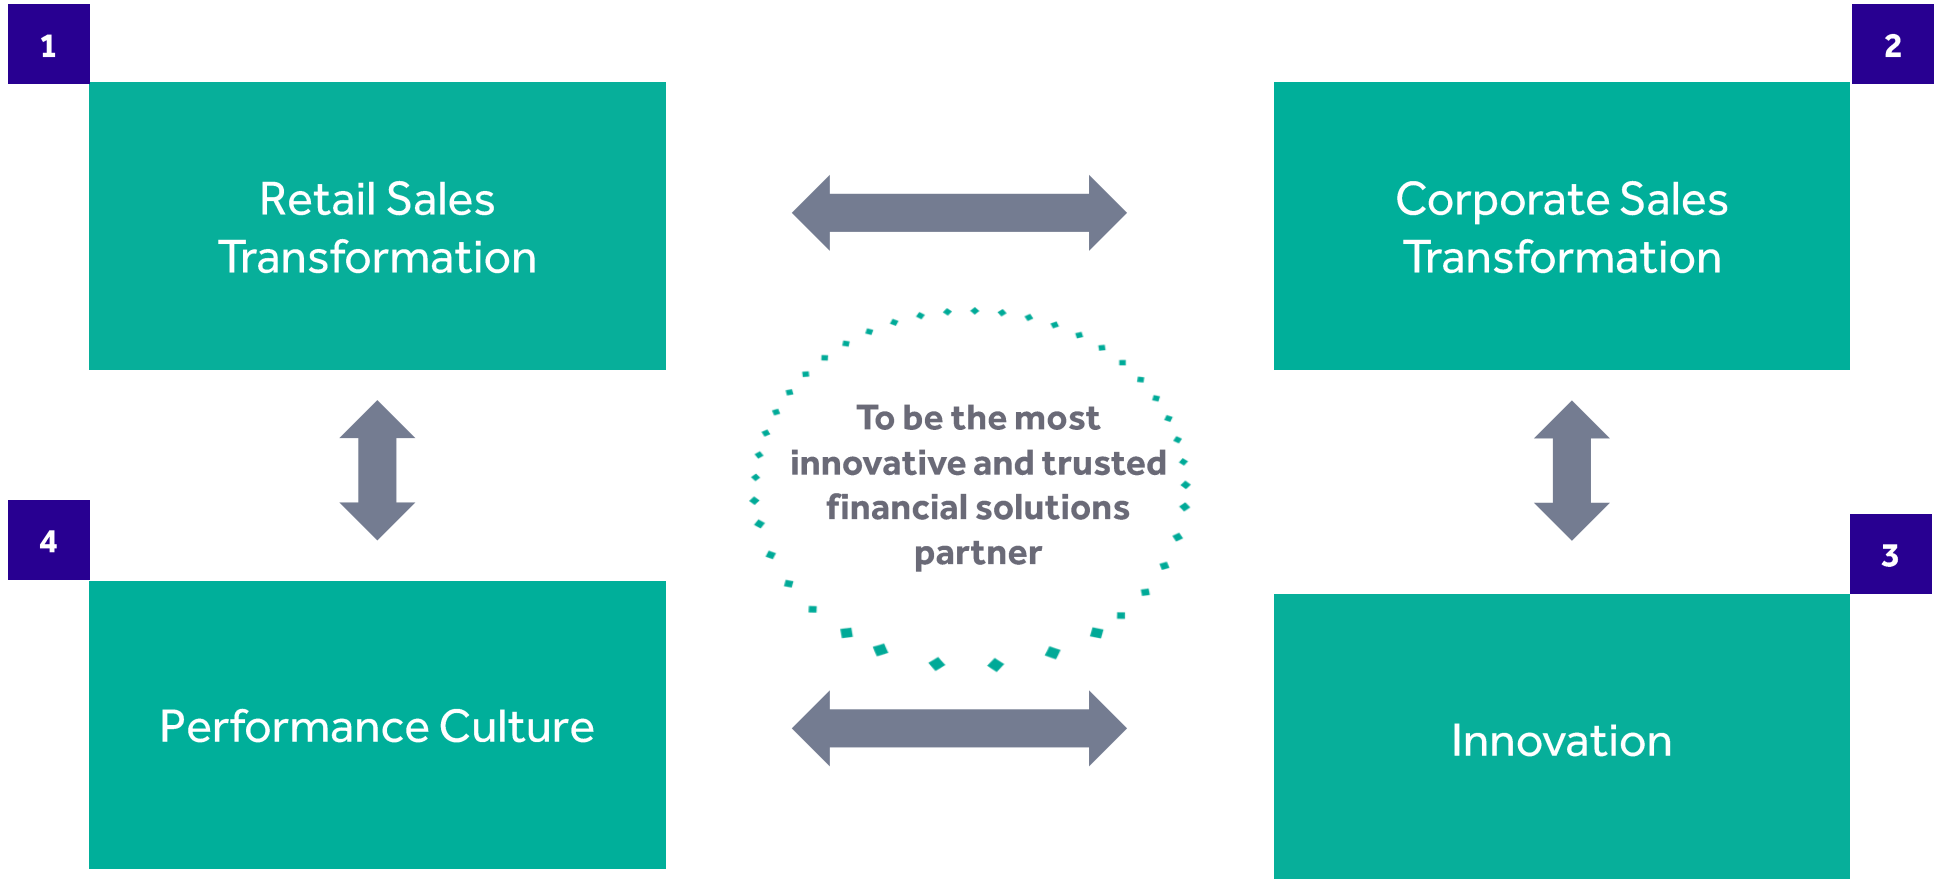 1
Retail Sales
Transformation
2
Corporate Sales
Transformation
To be the most
innovative and trusted
financial solutions
partner
4
Performance Culture
3
Innovation